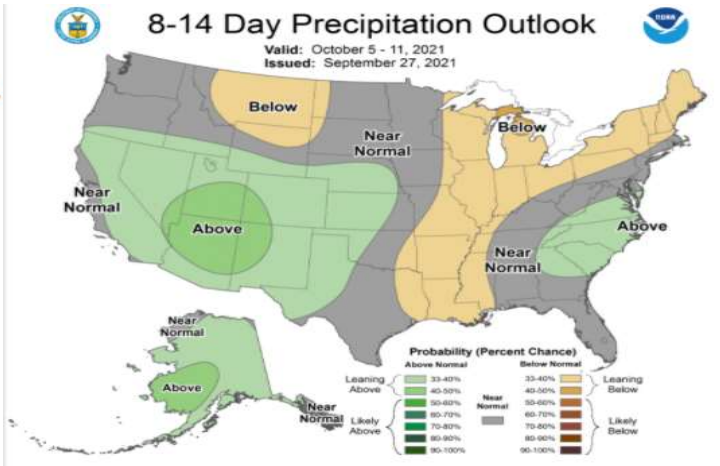 8-14 Day Precipitation Outlook
Valid: October 5 - 11, 2021
Issued: September 27, 2021
NOAA
Below
Near
Normal
Below
Near
Normal
Above
Above
Near
Normal
Near
Normal
Above
Near
Normal
Probability (Percent Chance)
Above Normal
Below Normal
Leaning
Above
33-40%
40-50%
50-60%
60-70%
70-80%
80-90%
90-100%
Likely
Above
Near
Normal
33-40%
40-50%
50-60%
60-70%
70-80%
80-90%
90-100%
Leaning
Below
Likely
Below